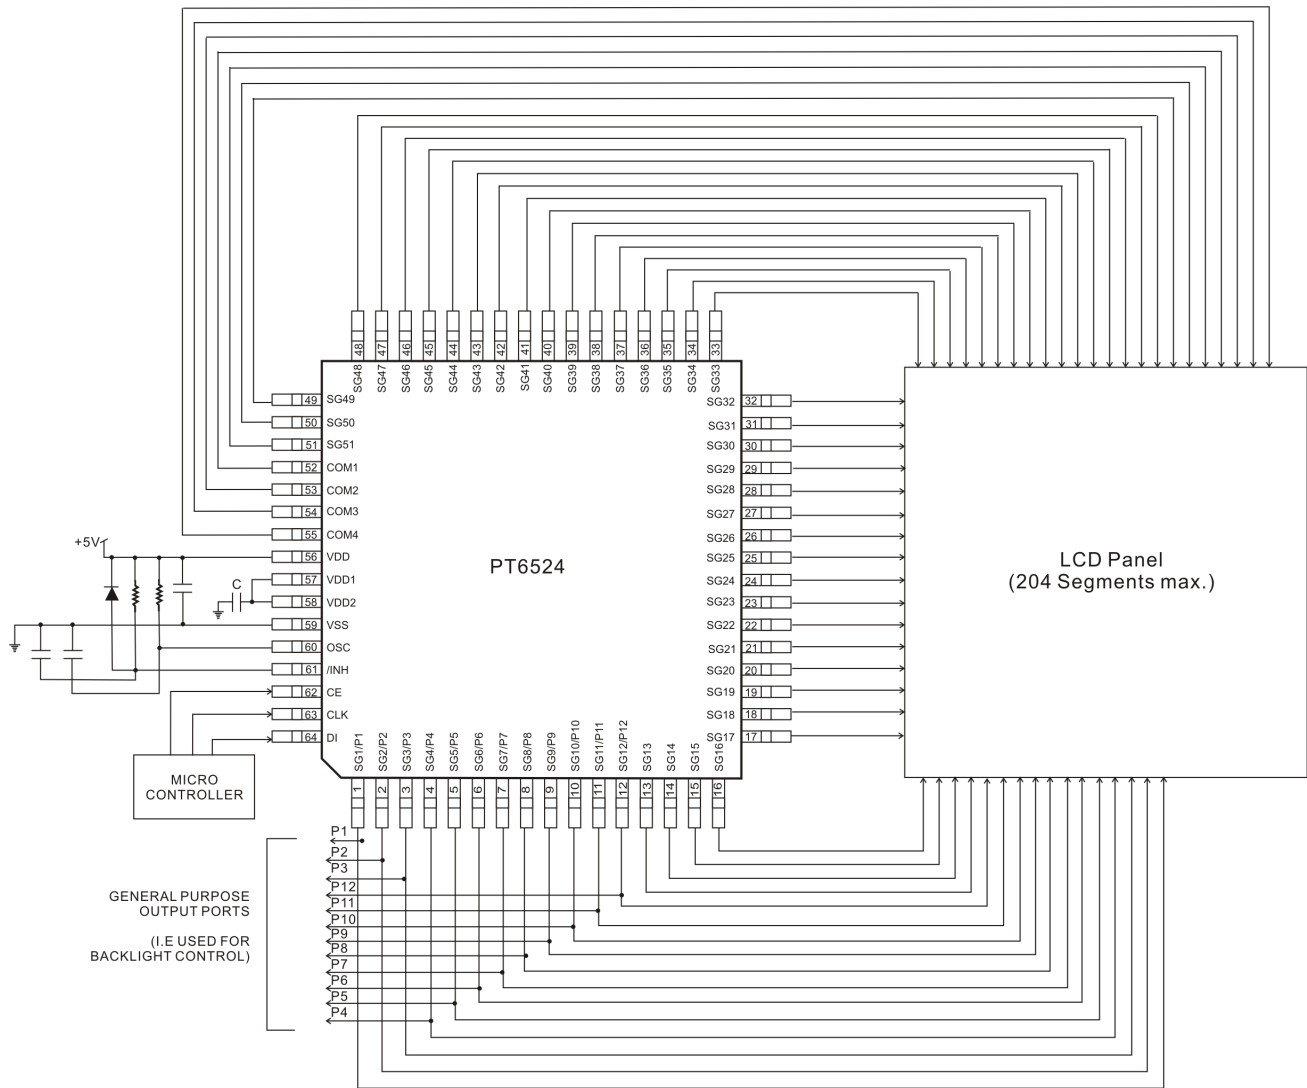 48 47 46 45 44 43 42 41 40 39 38 37 36 35 34 33
SG48 SG47 SG46 SG45 SG44 SG43 SG42 SG41 SG40 SG39 SG38 SG37 SG36 SG35 SG34 SG33
49 SG49
50 SG50
51 SG51
52 COM1
53 COM2
54 COM3
55 COM4
+5V
56 VDD
57 VDD1
C
58 VDD2
59 VSS
60 OSC
61 /INH
62 CE
63 CLK
64 DI
PT6524
SG32 32
SG31 31
SG30 30
SG29 29
SG28 28
SG27 27
SG26 26
SG25 25
SG24 24
SG23 23
SG22 22
SG21 21
SG20 20
SG19 19
SG18 18
SG17 17
LCD Panel
(204 Segments max.)
SG1/P1 SG2/P2 SG3/P3 SG4/P4 SG5/P5 SG6/P6 SG7/P7 SG8/P8 SG9/P9 SG10/P10 SG11/P11 SG12/P12 SG13 SG14 SG15 SG16
1 2 3 4 5 6 7 8 9 10 11 12 13 14 15 16
MICRO
CONTROLLER
P1
P2
P3
P12
P11
P10
P9
P8
P7
P6
P5
P4
GENERAL PURPOSE
OUTPUT PORTS
(I.E USED FOR
BACKLIGHT CONTROL)